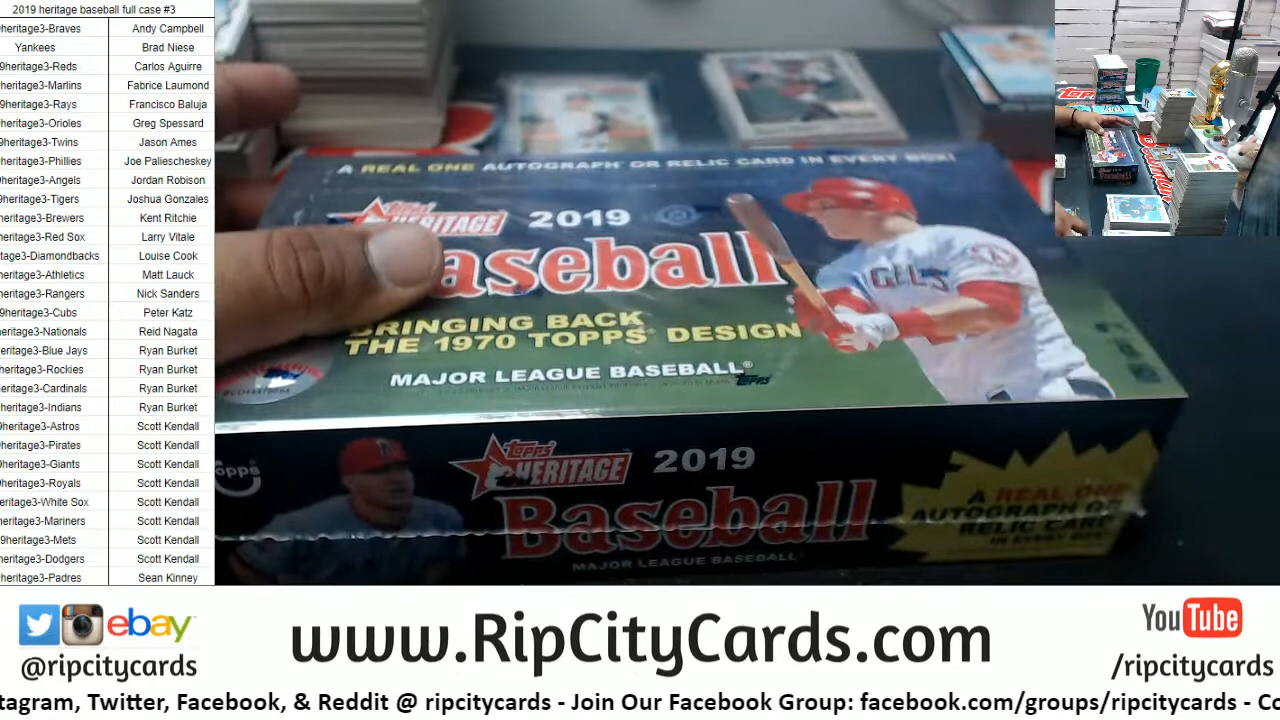 2019 heritage baseball full case #3
heritage3-Braves Andy Campbell
Yankees Brad Niese
9heritage3-Reds Carlos Aguirre
heritage3-Marlins Fabrice Laumond
9heritage3-Rays Francisco Baluja
heritage3-Orioles Greg Spessard
9heritage3-Twins Jason Ames
heritage3-Phillies Joe Paliescheskey
heritage3-Angels Jordan Robison
heritage3-Tigers Joshua Gonzales
heritage3-Brewers Kent Ritchie
heritage3-Red Sox Larry Vitale
eritage3-Diamondbacks Louise Cook
heritage3-Athletics Matt Lauck
heritage3-Rangers Nick Sanders
9heritage3-Cubs Peter Katz
heritage3-Nationals Reid Nagata
eritage3-Blue Jays Ryan Burket
heritage3-Rockies Ryan Burket
eritage3-Cardinals Ryan Burket
heritage3-Indians Ryan Burket
9heritage3-Astros Scott Kendall
heritage3-Pirates Scott Kendall
9heritage3-Giants Scott Kendall
heritage3-Royals Scott Kendall
eritage3-White Sox Scott Kendall
heritage3-Mariners Scott Kendall
9heritage3-Mets Scott Kendall
heritage3-Dodgers Scott Kendall
heritage3-Padres Sean Kinney
A REAL ONE AUTOGRAPH OR RELIC CARD IN EVERY BOX!
HERITAGE 2019
Baseball
BRINGING BACK
THE 1970 TOPPS® DESIGN
MAJOR LEAGUE BASEBALL®
Topps
ANGELS
Topps
HERITAGE 2019
Baseball
MAJOR LEAGUE BASEBALL
A REAL ONE
AUTOGRAPH OR
RELIC CARD
IN EVERY BOX!
topps
ebay
@ripcitycards
www.RipCityCards.com
YouTube
/ripcitycards
stagram, Twitter, Facebook, & Reddit @ ripcitycards - Join Our Facebook Group: facebook.com/groups/ripcitycards - Co